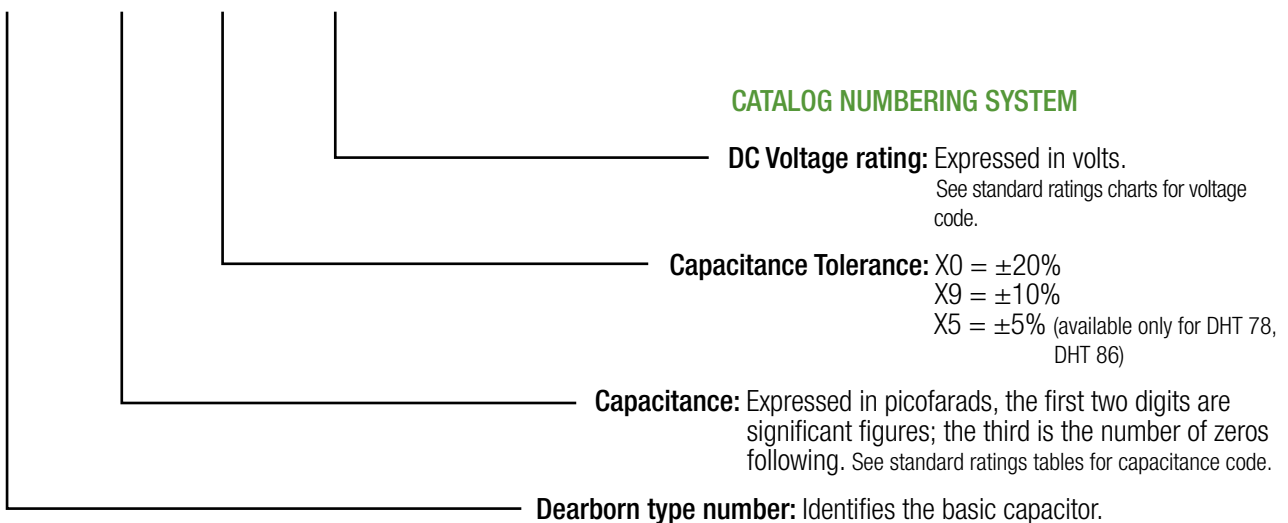 CATALOG NUMBERING SYSTEM
DC Voltage rating: Expressed in volts.
See standard ratings charts for voltage
code.
Capacitance Tolerance: X0 = ±20%
X9 = ±10%
X5 = ±5% (available only for DHT 78,
DHT 86)
Capacitance: Expressed in picofarads, the first two digits are
significant figures; the third is the number of zeros
following. See standard ratings tables for capacitance code.
Dearborn type number: Identifies the basic capacitor.